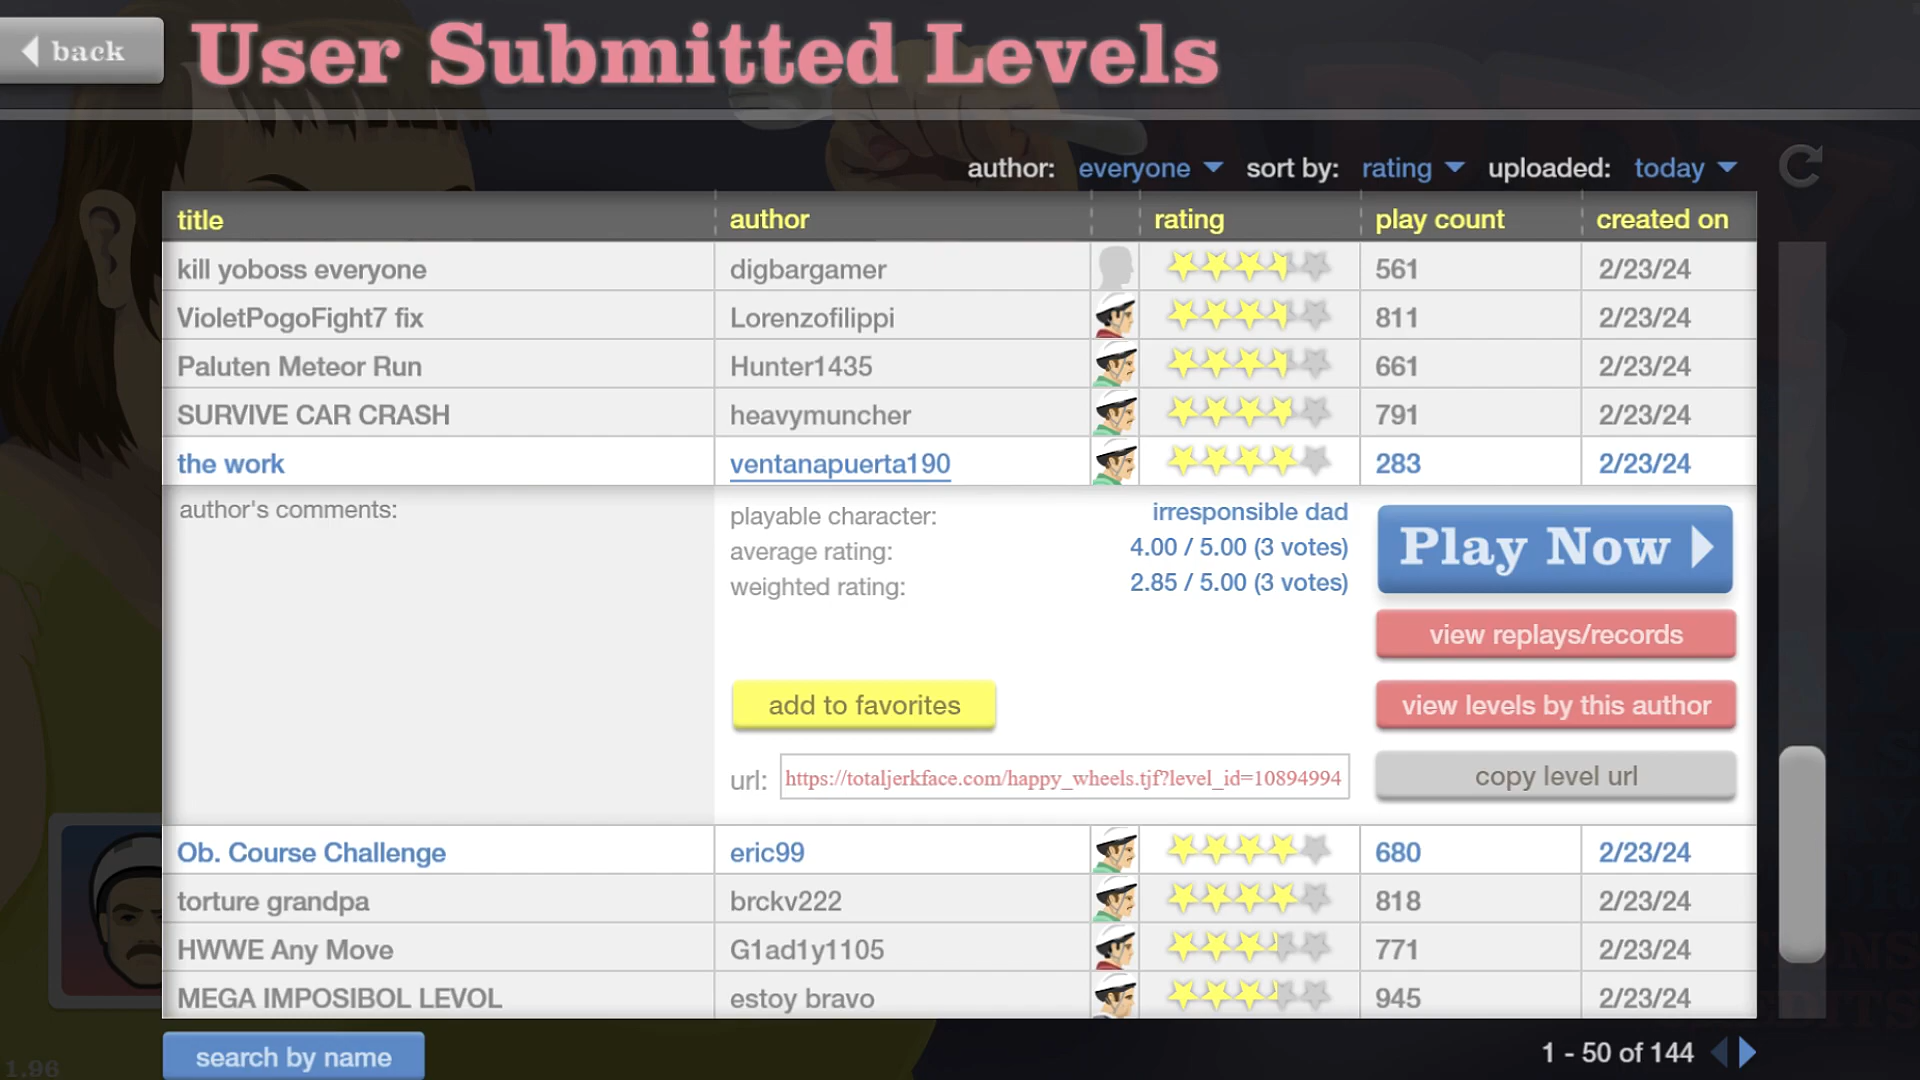 back
User Submitted Levels
author: everyone sort by: rating uploaded: today
title author rating play count created on
kill yoboss everyone digbargamer 561 2/23/24
VioletPogoFight7 fix Lorenzofilippi 811 2/23/24
Paluten Meteor Run Hunter1435 661 2/23/24
SURVIVE CAR CRASH heavymuncher 791 2/23/24
the work ventanapuerta190 283 2/23/24
author's comments:
playable character: irresponsible dad
average rating: 4.00 / 5.00 (3 votes)
weighted rating: 2.85 / 5.00 (3 votes)
Play Now
view replays/records
add to favorites
view levels by this author
url: https://totaljerkface.com/happy_wheels.tjf?level_id=10894994
copy level url
Ob. Course Challenge eric99 680 2/23/24
torture grandpa brckv222 818 2/23/24
HWWE Any Move G1ad1y1105 771 2/23/24
MEGA IMPOSIBOL LEVOL estoy bravo 945 2/23/24
search by name
1 - 50 of 144
1.96